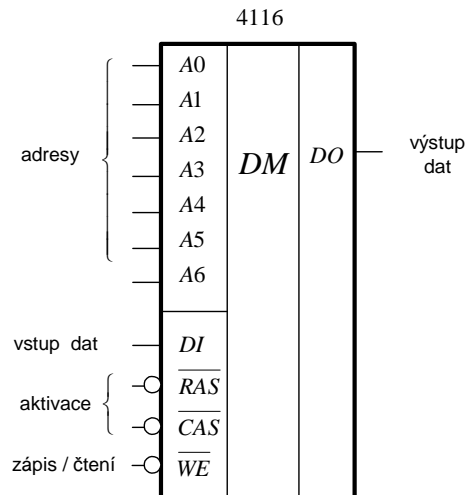 4116
A0
A1
A2
adresy
A3
A4
A5
A6
DM
DO
výstup
dat
vstup dat
DI
aktivace
RAS
CAS
zápis / čtení
WE